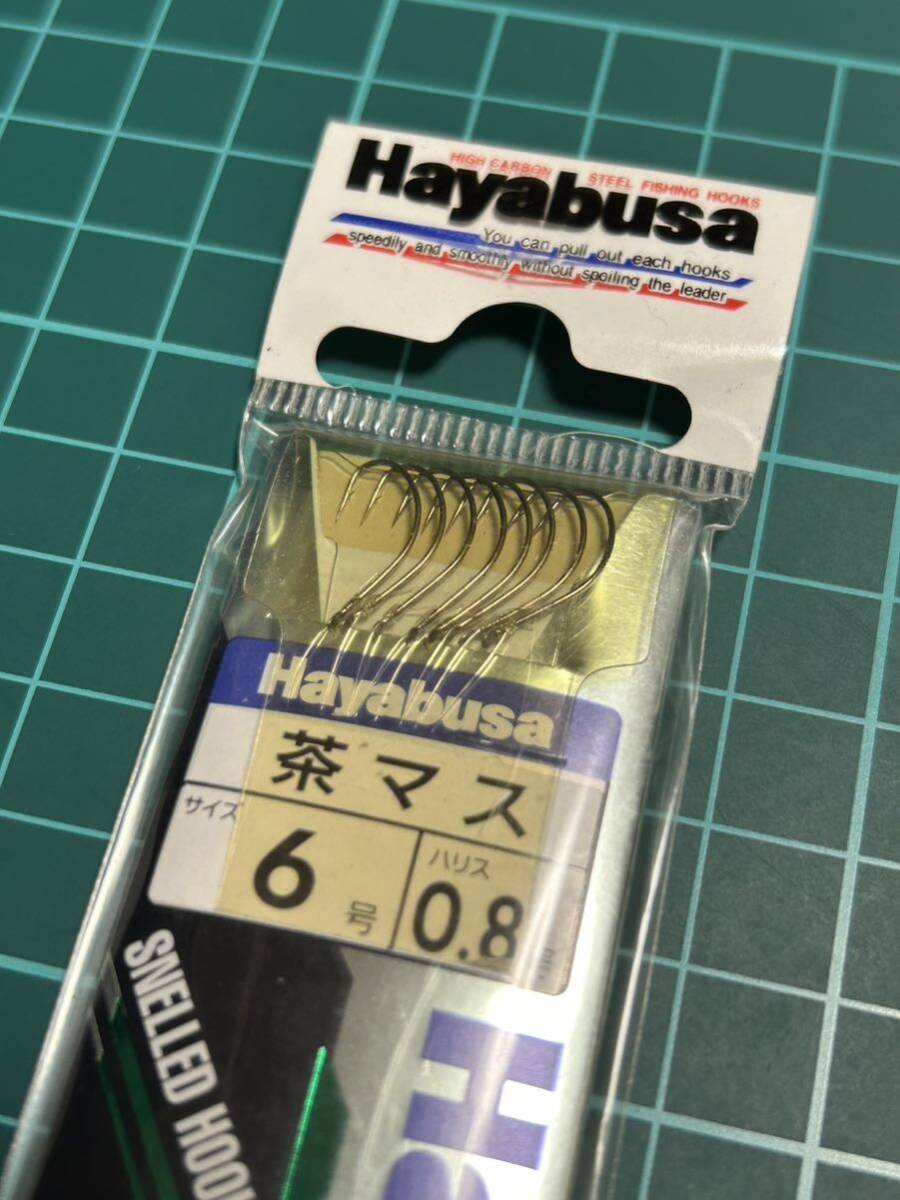 Hayabusa
HIGH CARBON STEEL FISHING HOOKS
You can pull out each hooks
speedily and smoothly without spoiling the leader
Hayabusa
茶マス
サイズ
6号
ハリス
0.8
SNELLED